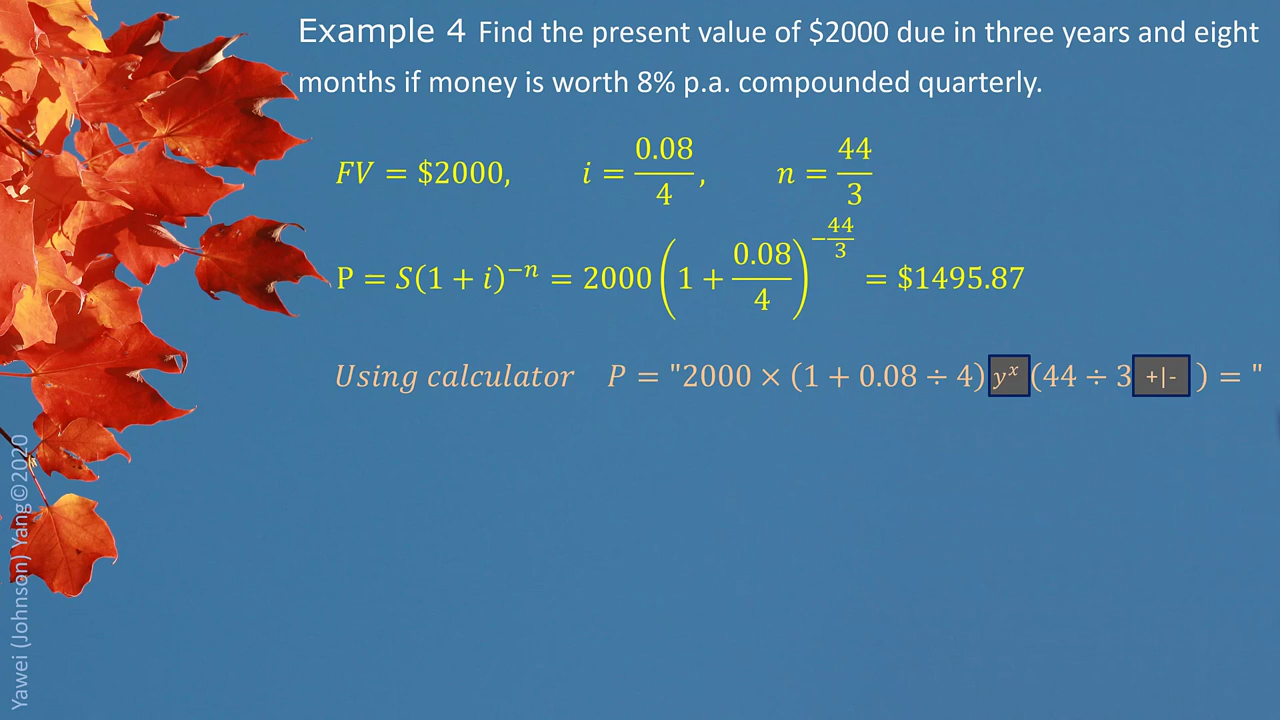 Example 4 Find the present value of $2000 due in three years and eight
months if money is worth 8% p.a. compounded quarterly.
𝐹𝑉 = $2000, 𝑖 = 0.08/4, 𝑛 = 44/3
P = 𝑆(1 + 𝑖)^(−𝑛) = 2000 (1 + 0.08/4)^(−44/3) = $1495.87
𝑈𝑠𝑖𝑛𝑔 𝑐𝑎𝑙𝑐𝑢𝑙𝑎𝑡𝑜𝑟 𝑃 = "2000 × (1 + 0.08 ÷ 4) 𝑦^𝑥 (44 ÷ 3 +|- ) = "
Yawei (Johnson) Yang©2020